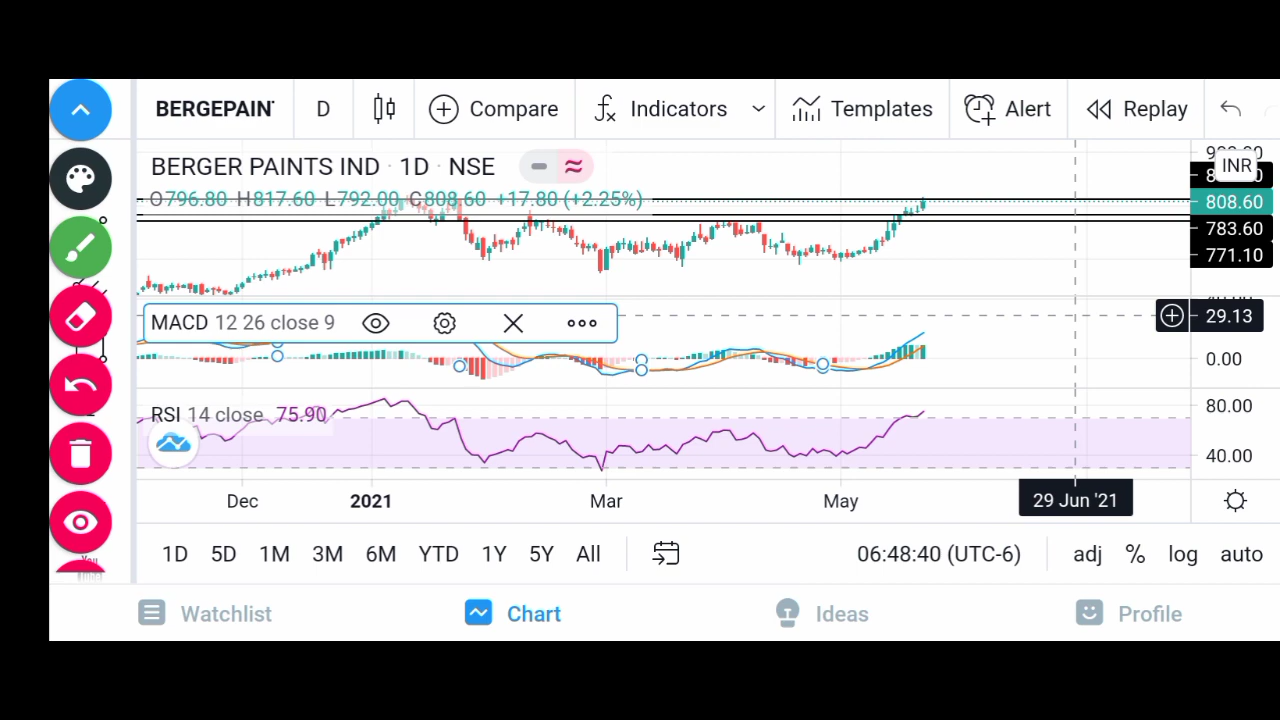 BERGEPAIN D Compare Indicators Templates Alert Replay
BERGER PAINTS IND · 1D · NSE
INR
O796.80 H817.60 L792.00 C808.60 +17.80 (+2.25%)
808.60
783.60
771.10
MACD 12 26 close 9
29.13
0.00
RSI 14 close 75.90
80.00
40.00
Dec 2021 Mar May 29 Jun '21
1D 5D 1M 3M 6M YTD 1Y 5Y All 06:48:40 (UTC-6) adj % log auto
Watchlist Chart Ideas Profile